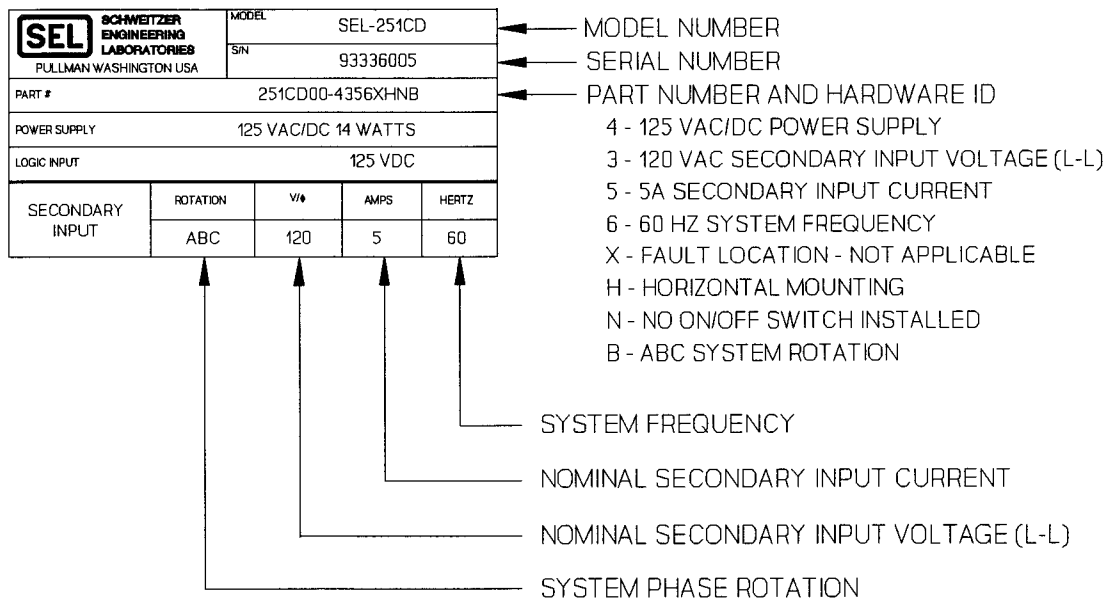 SEL
SCHWEITZER
ENGINEERING
LABORATORIES
PULLMAN WASHINGTON USA
MODEL
SEL-251CD
S/N
93336005
PART #
251CD00-4356XHNB
POWER SUPPLY
125 VAC/DC 14 WATTS
LOGIC INPUT
125 VDC
SECONDARY
INPUT
ROTATION
V/ϕ
AMPS
HERTZ
ABC
120
5
60
MODEL NUMBER
SERIAL NUMBER
PART NUMBER AND HARDWARE ID
4 - 125 VAC/DC POWER SUPPLY
3 - 120 VAC SECONDARY INPUT VOLTAGE (L-L)
5 - 5A SECONDARY INPUT CURRENT
6 - 60 HZ SYSTEM FREQUENCY
X - FAULT LOCATION - NOT APPLICABLE
H - HORIZONTAL MOUNTING
N - NO ON/OFF SWITCH INSTALLED
B - ABC SYSTEM ROTATION
SYSTEM FREQUENCY
NOMINAL SECONDARY INPUT CURRENT
NOMINAL SECONDARY INPUT VOLTAGE (L-L)
SYSTEM PHASE ROTATION